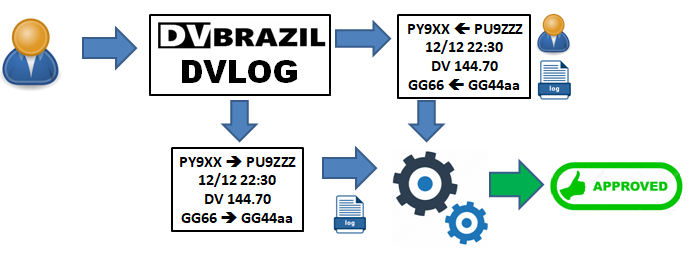 DVBRAZIL
DVLOG
PY9XX ← PU9ZZZ
12/12 22:30
DV 144.70
GG66 ← GG44aa
log
PY9XX → PU9ZZZ
12/12 22:30
DV 144.70
GG66 → GG44aa
log
APPROVED